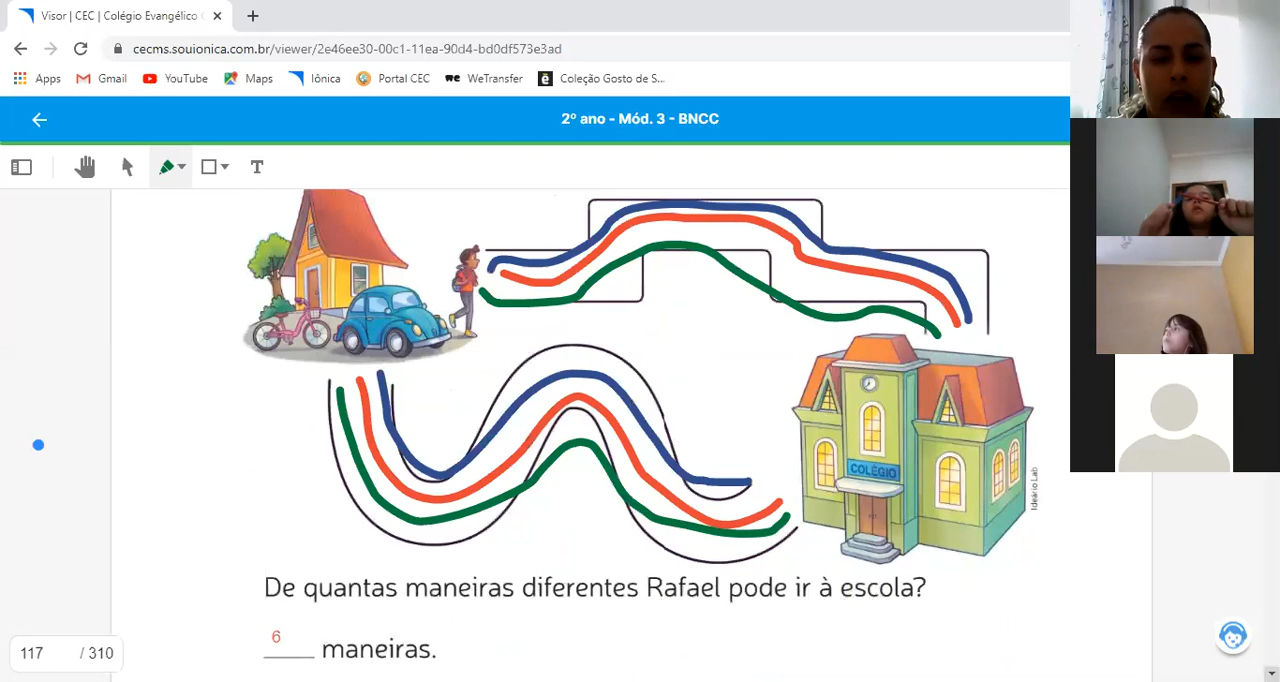 Visor | CEC | Colégio Evangélico
cecms.souionica.com.br/viewer/2e46ee30-00c1-11ea-90d4-bd0df573e3ad
Apps Gmail YouTube Maps Iônica Portal CEC WeTransfer Coleção Gosto de S...
2º ano - Mód. 3 - BNCC
T
COLÉGIO
Ideário Lab
De quantas maneiras diferentes Rafael pode ir à escola?
6 maneiras.
117 / 310